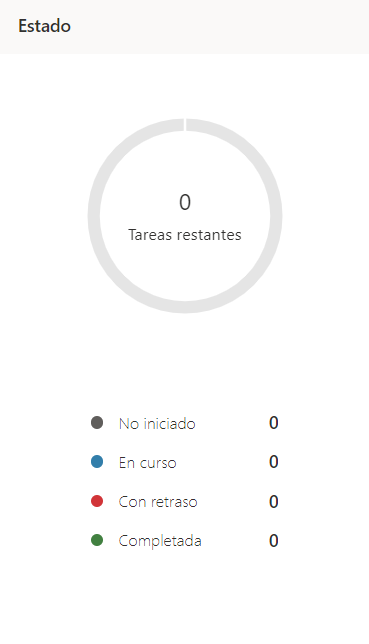 Estado
0
Tareas restantes
No iniciado 0
En curso 0
Con retraso 0
Completada 0